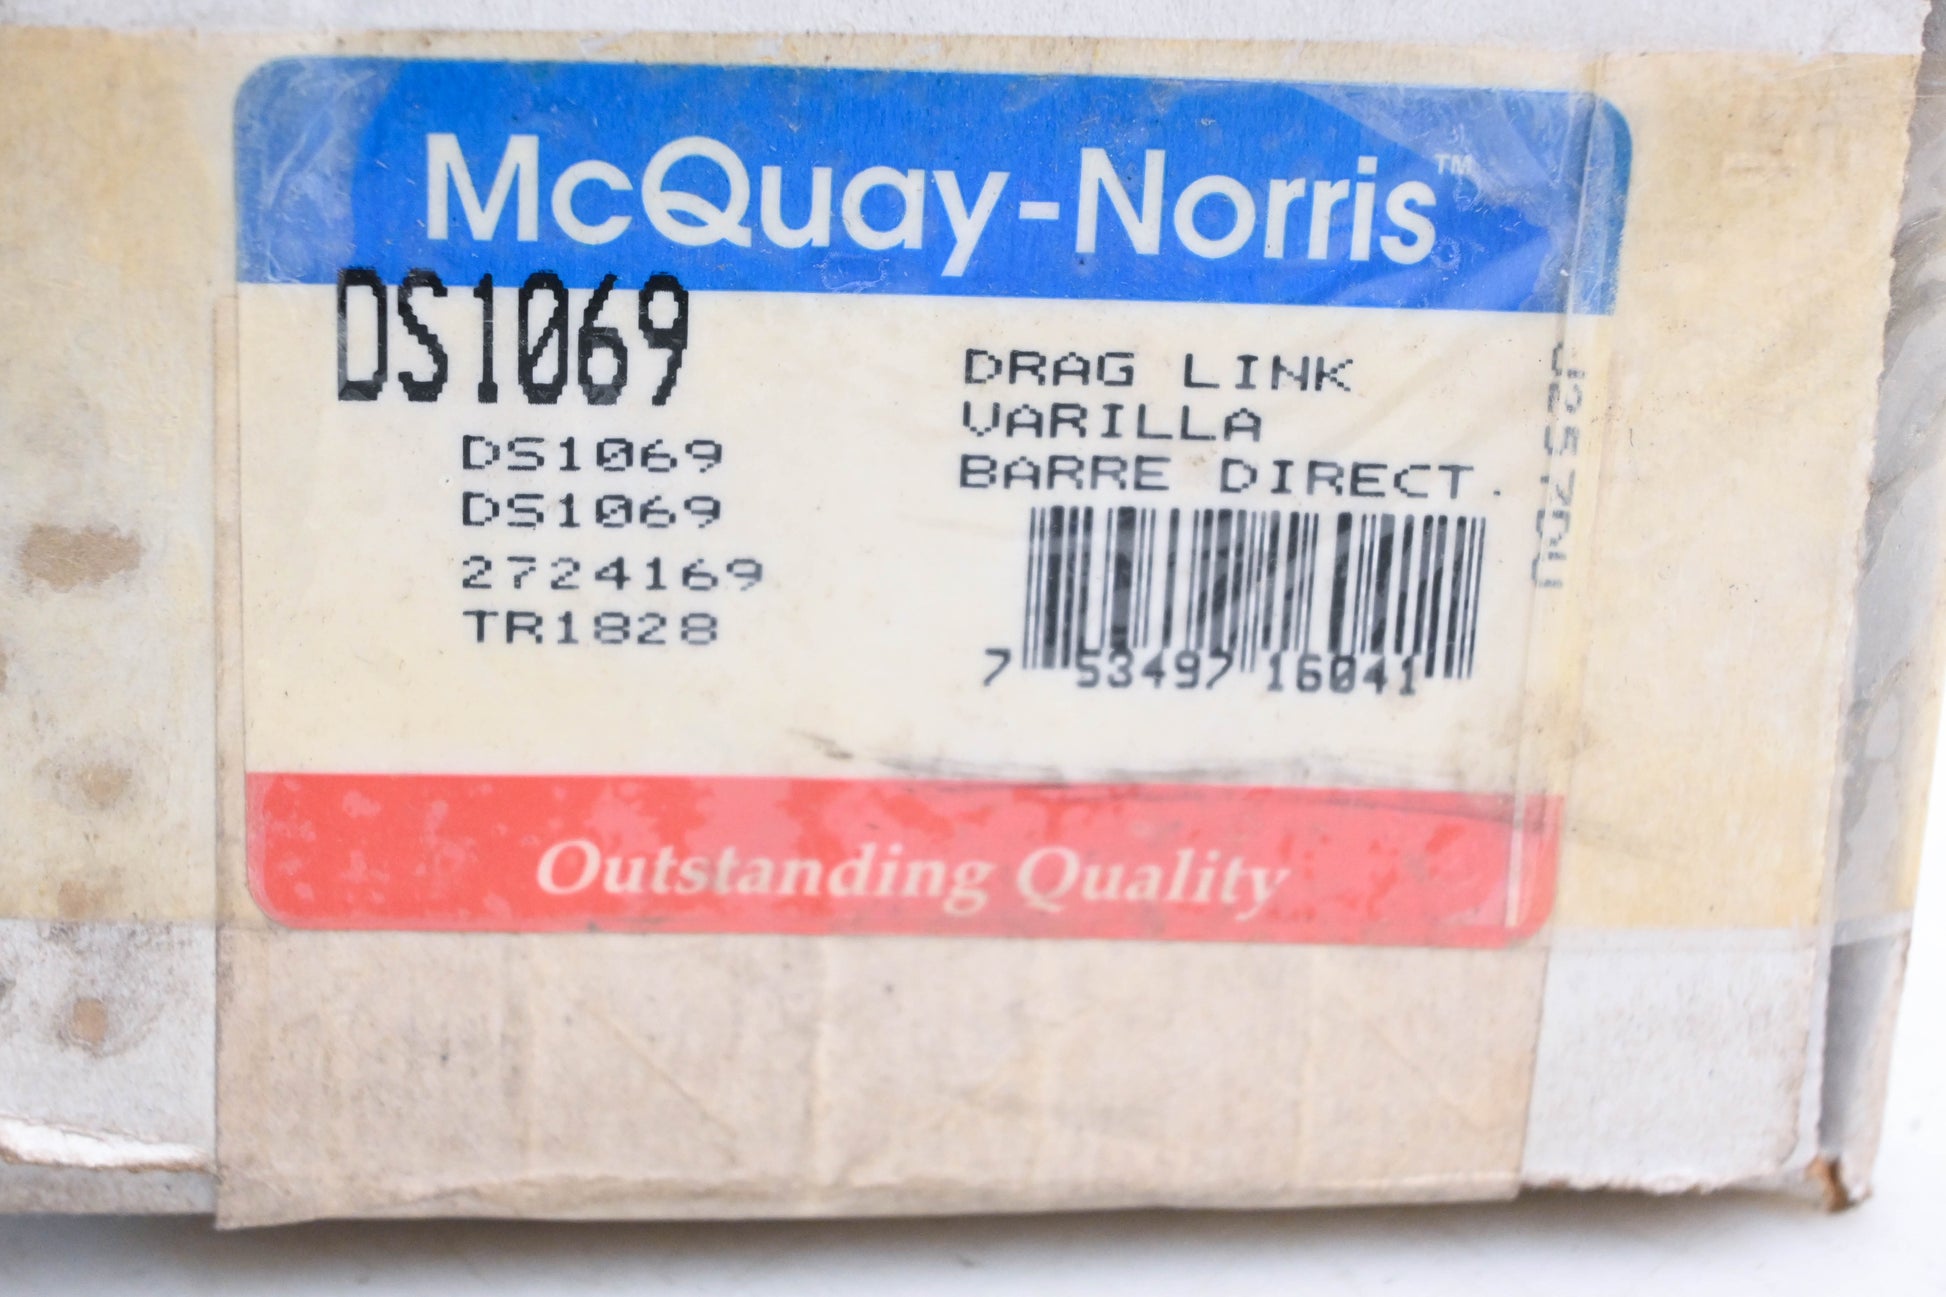 McQuay-Norris™
DS1069
DS1069
DS1069
2724169
TR1828
DRAG LINK
VARILLA
BARRE DIRECT.
7 53497 16041
Outstanding Quality